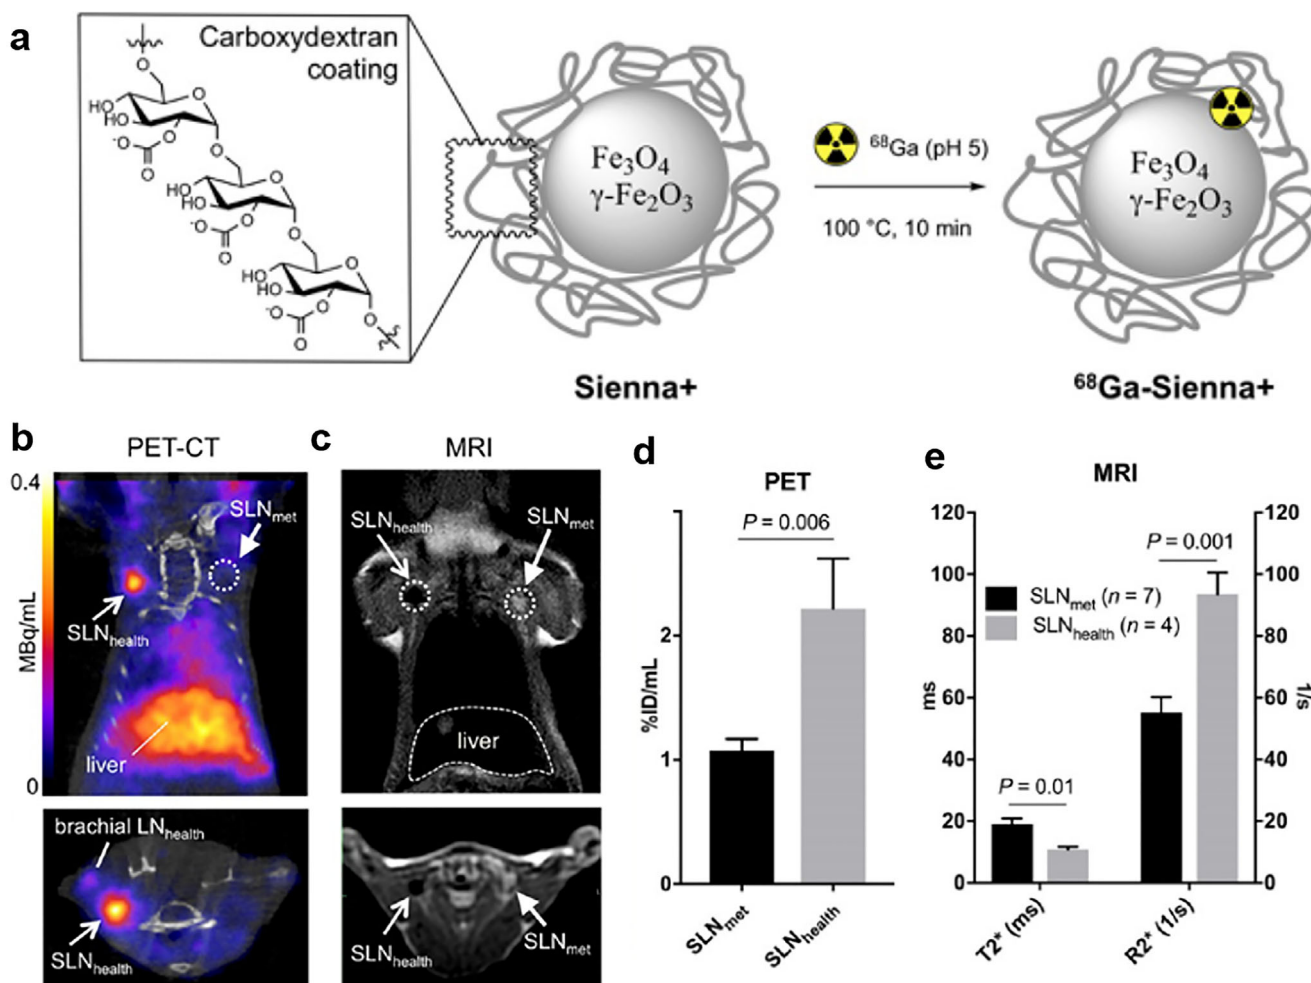 a
Carboxydextran
coating
O
O
HO
HO
O
⁻O
O
O
O
HO
HO
O
⁻O
O
O
O
HO
HO
O
⁻O
O
O
Fe₃O₄
γ-Fe₂O₃
Sienna+
⁶⁸Ga (pH 5)
100 °C, 10 min
Fe₃O₄
γ-Fe₂O₃
⁶⁸Ga-Sienna+
b
PET-CT
0.4
MBq/mL
0
SLNmet
SLNhealth
liver
brachial LNhealth
SLNhealth
c
MRI
SLNhealth
SLNmet
liver
SLNhealth
SLNmet
d
PET
P = 0.006
%ID/mL
2
1
0
SLNmet
SLNhealth
e
MRI
120
100
80
60
40
20
0
ms
P = 0.001
SLNmet (n = 7)
SLNhealth (n = 4)
P = 0.01
120
100
80
60
40
20
0
1/s
T2* (ms)
R2* (1/s)